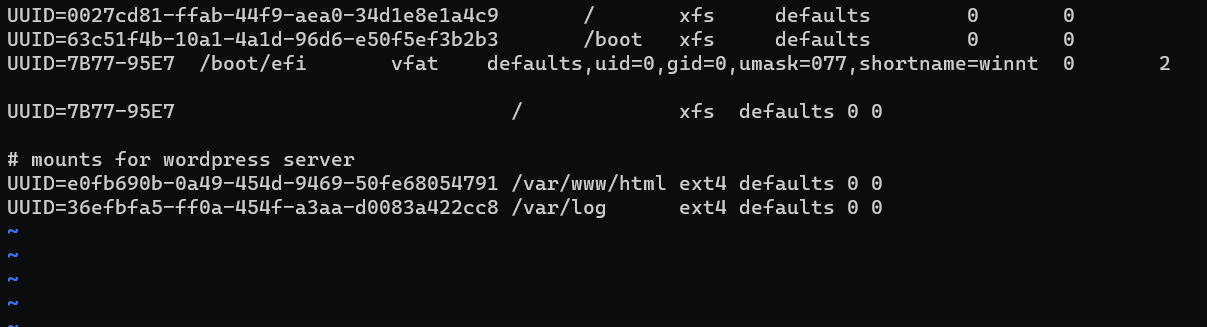 UUID=0027cd81-ffab-44f9-aea0-34d1e8e1a4c9 / xfs defaults 0 0
UUID=63c51f4b-10a1-4a1d-96d6-e50f5ef3b2b3 /boot xfs defaults 0 0
UUID=7B77-95E7 /boot/efi vfat defaults,uid=0,gid=0,umask=077,shortname=winnt 0 2
UUID=7B77-95E7 / xfs defaults 0 0
# mounts for wordpress server
UUID=e0fb690b-0a49-454d-9469-50fe68054791 /var/www/html ext4 defaults 0 0
UUID=36efbfa5-ff0a-454f-a3aa-d0083a422cc8 /var/log ext4 defaults 0 0
~
~
~
~
~